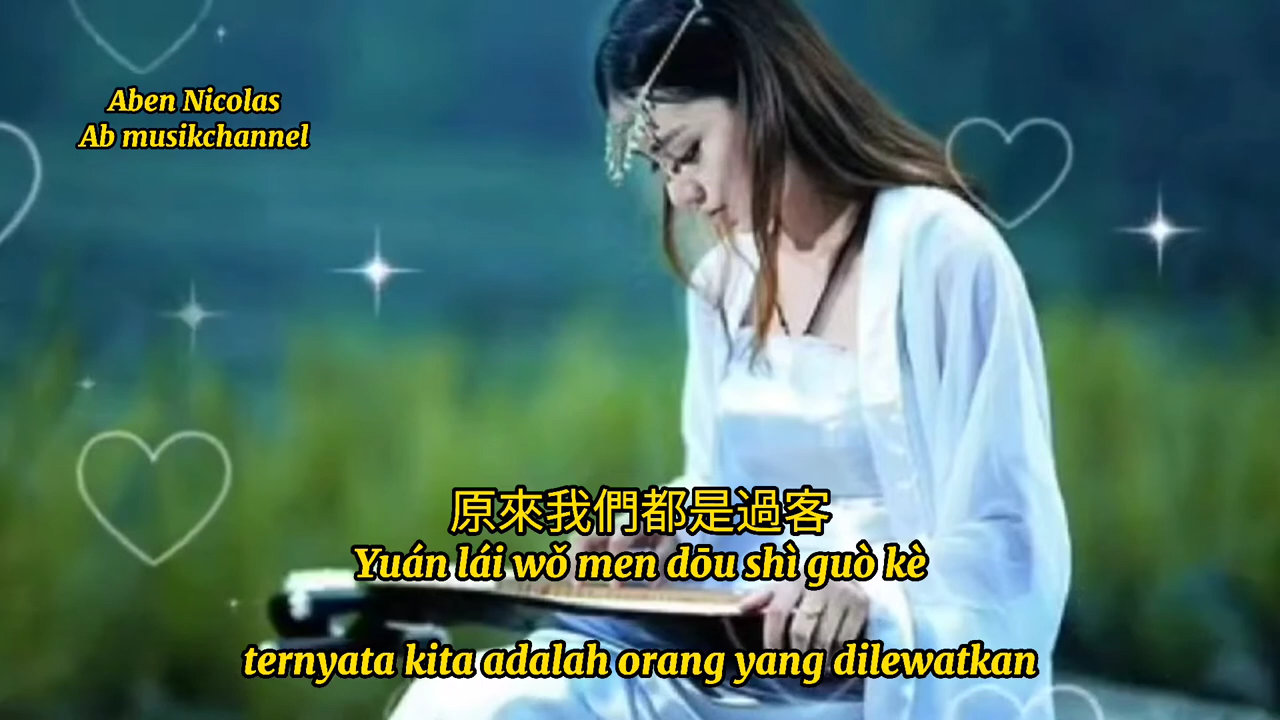 Aben Nicolas
Ab musikchannel
原來我們都是過客
Yuán lái wǒ men dōu shì guò kè
ternyata kita adalah orang yang dilewatkan